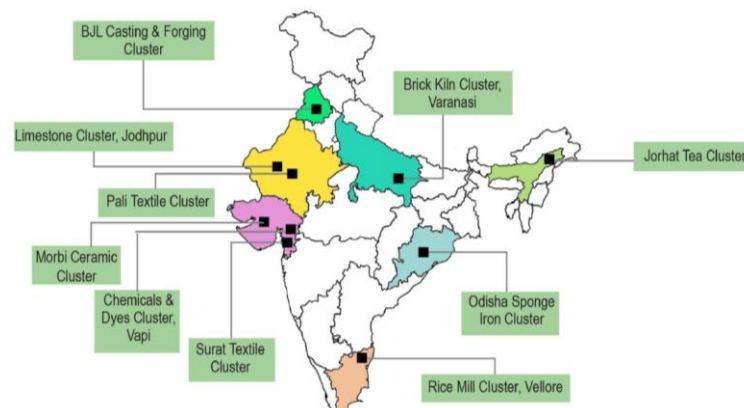 BJL Casting & Forging
Cluster
Brick Kiln Cluster,
Varanasi
Limestone Cluster, Jodhpur
Jorhat Tea Cluster
Pali Textile Cluster
Morbi Ceramic
Cluster
Chemicals &
Dyes Cluster,
Vapi
Surat Textile
Cluster
Odisha Sponge
Iron Cluster
Rice Mill Cluster, Vellore